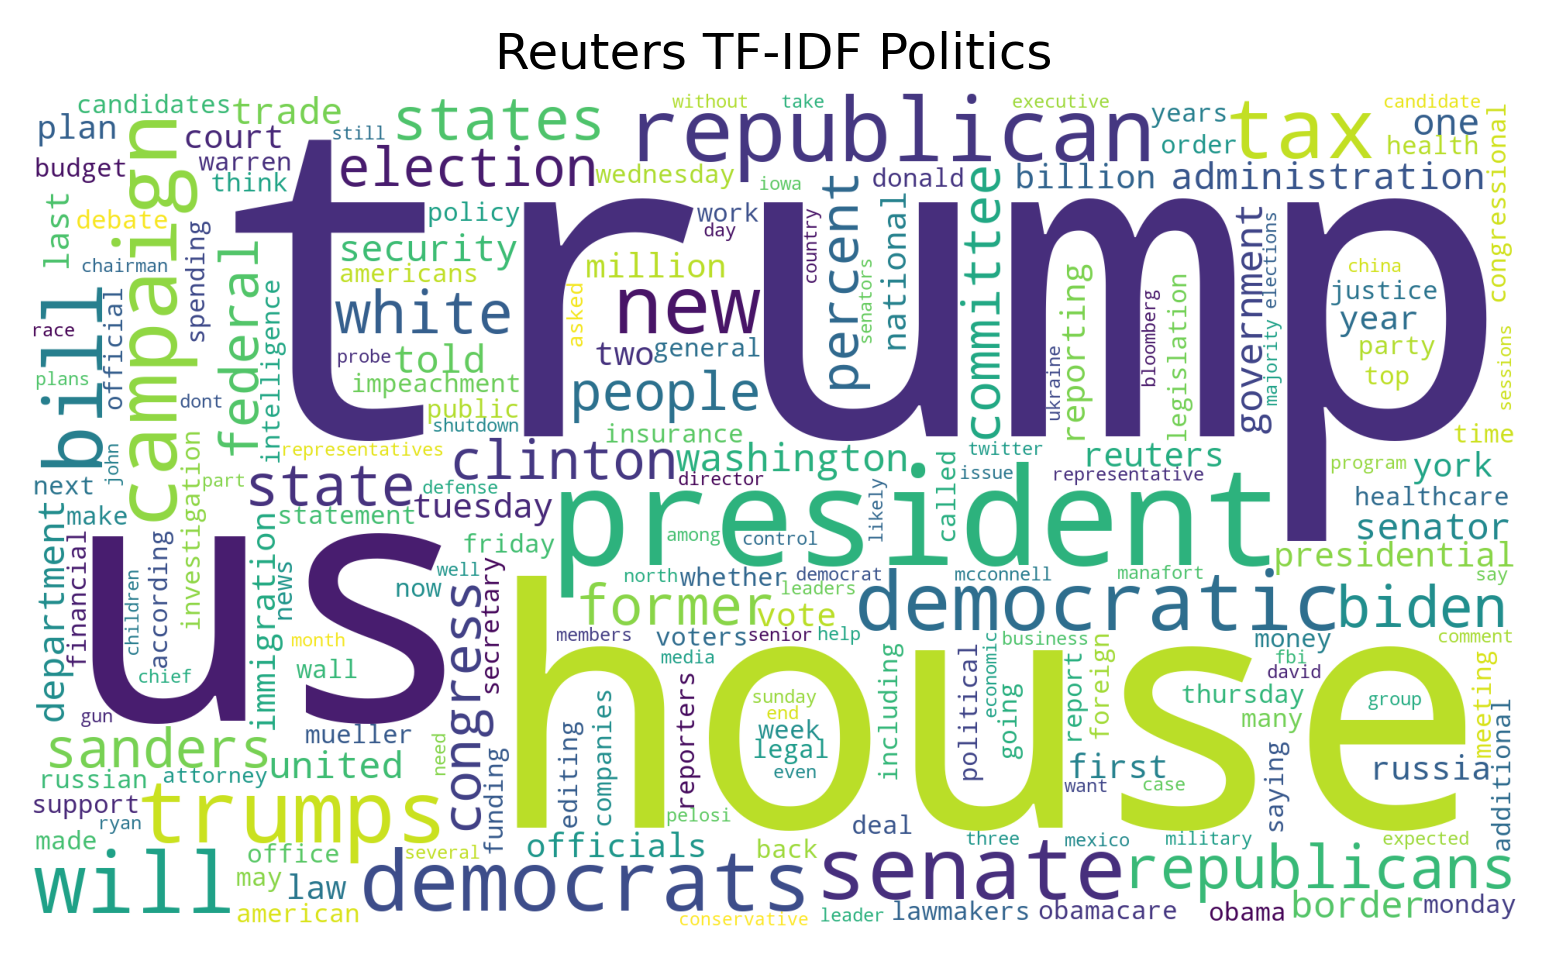 Reuters TF-IDF Politics
candidates
trade
states
without
take
republican
executive
years
tax
candidate
plan
court
still
election
order
one
health
budget
warren
think
campaign
trump
wednesday
iowa
donald
billion
administration
congressional
last
debate
policy
work
day
percent
national
committee
spending
security
country
government
elections
chairman
federal
americans
million
senators
reporting
legislation
china
justice
bill
official
intelligence
white
asked
new
year
race
probe
told
two
general
bloomberg
ukraine
majority
party
sessions
plans
dont
impeachment
people
top
public
shutdown
john
investigation
representatives
insurance
twitter
time
clinton
washington
reuters
program
york
next
part
state
defense
director
called
issue
representative
healthcare
department
make
statement
tuesday
president
likely
senator
us
financial
according
immigration
friday
among
control
presidential
children
news
now
well
secretary
north
whether
democrat
mcconnell
manafort
say
leaders
house
former
vote
democratic
biden
month
congress
members
voters
senior
help
business
money
comment
chief
wall
media
including
political
economic
report
foreign
fbi
david
meeting
gun
mueller
reporters
sunday
end
going
thursday
group
sanders
need
companies
week
legal
many
additional
russian
attorney
united
funding
editing
even
first
saying
russia
support
trumps
want
case
ryan
pelosi
deal
made
office
several
officials
back
three
mexico
military
expected
will
may
law
democrats
senate
republicans
american
conservative
leader
lawmakers
obamacare
obama
border
monday